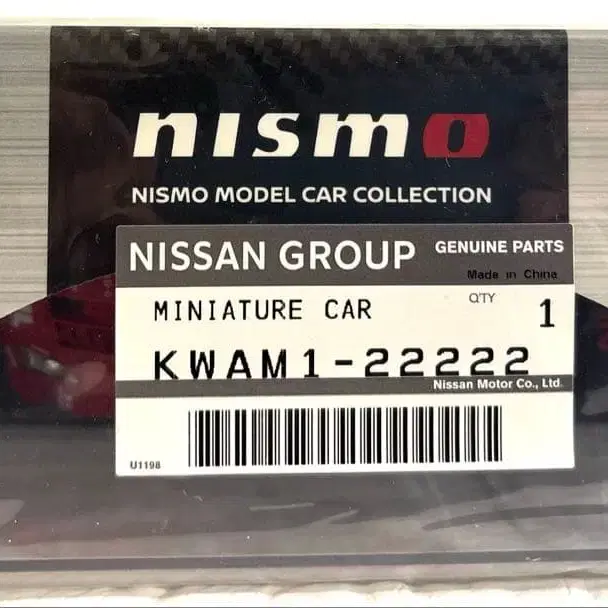 nismo
NISMO MODEL CAR COLLECTION
NISSAN GROUP GENUINE PARTS
Made in China
MINIATURE CAR Q'TY 1
KWAM1-22222
Nissan Motor Co., Ltd.
U1198